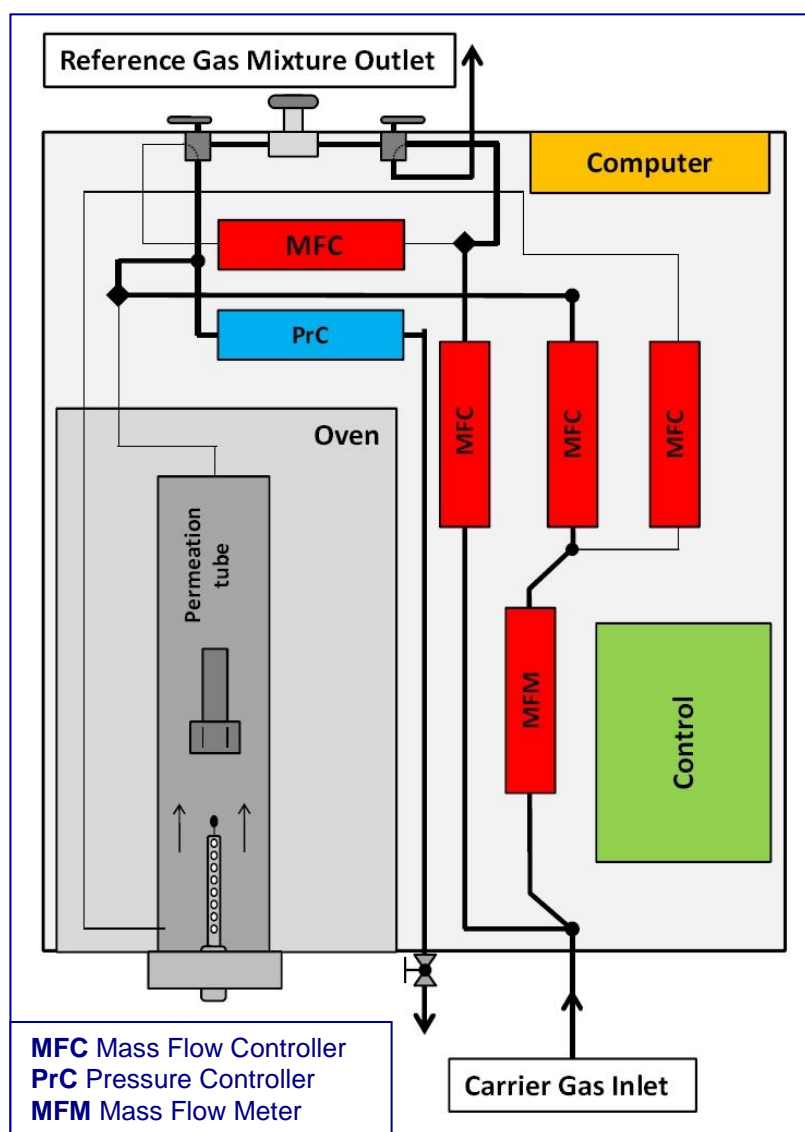 Reference Gas Mixture Outlet
Computer
MFC
PrC
MFC
MFC
MFC
Oven
Permeation
tube
MFM
Control
MFC Mass Flow Controller
PrC Pressure Controller
MFM Mass Flow Meter
Carrier Gas Inlet